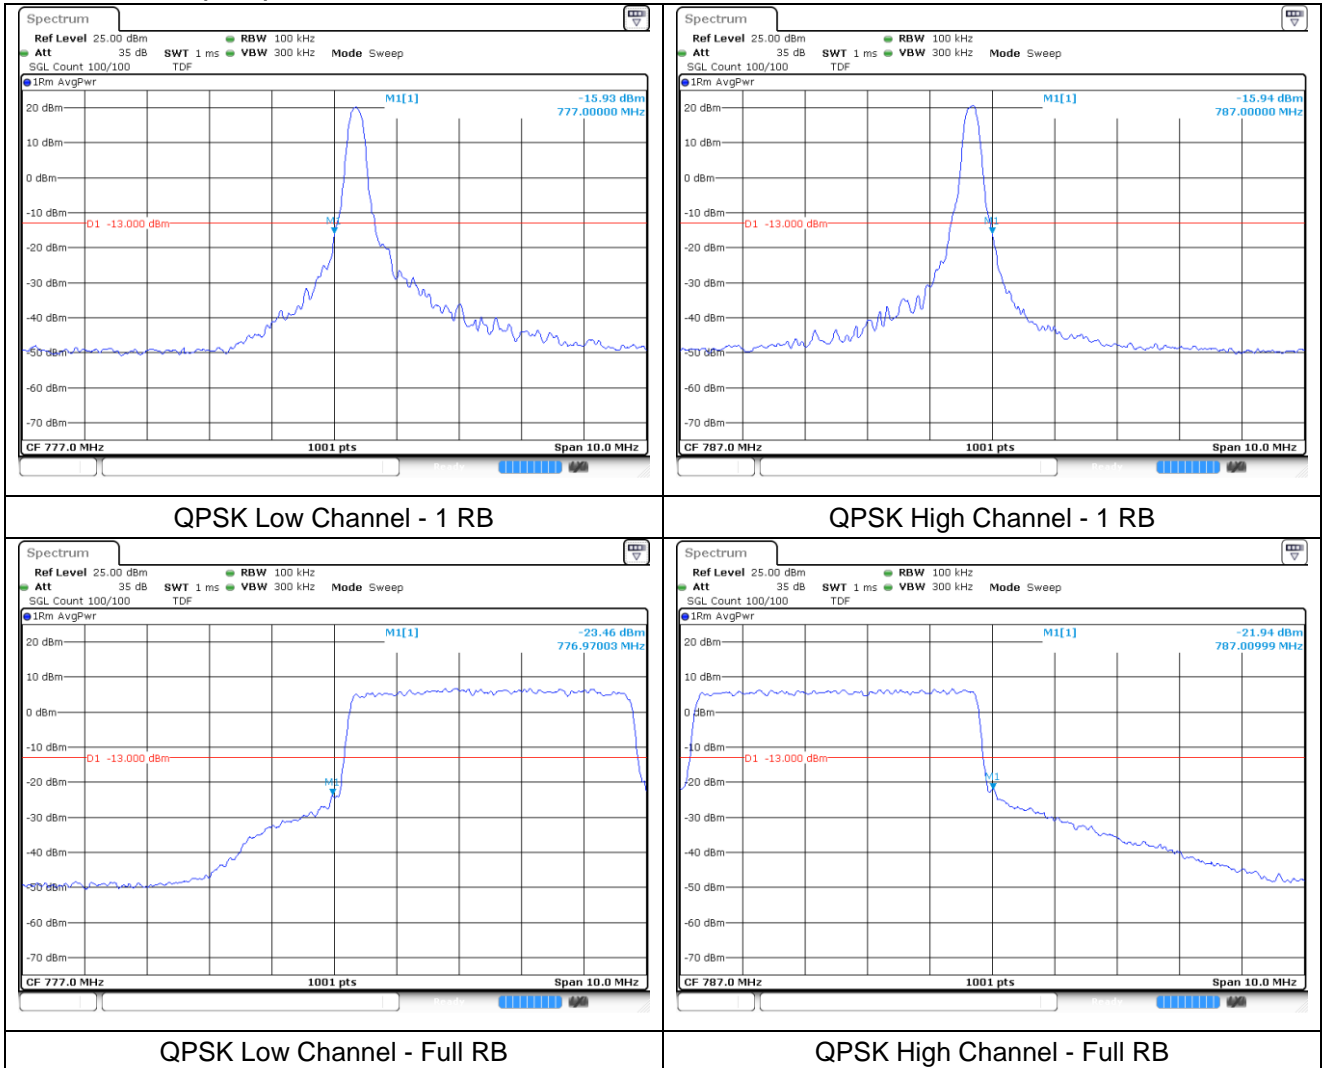 Spectrum
Ref Level 25.00 dBm RBW 100 kHz
Att 35 dB SWT 1 ms VBW 300 kHz Mode Sweep
SGL Count 100/100 TDF
1Rm AvgPwr
M1[1] -15.93 dBm
777.00000 MHz
20 dBm
10 dBm
0 dBm
-10 dBm
D1 -13.000 dBm
M1
-20 dBm
-30 dBm
-40 dBm
-50 dBm
-60 dBm
-70 dBm
CF 777.0 MHz 1001 pts Span 10.0 MHz
QPSK Low Channel - 1 RB
Spectrum
Ref Level 25.00 dBm RBW 100 kHz
Att 35 dB SWT 1 ms VBW 300 kHz Mode Sweep
SGL Count 100/100 TDF
1Rm AvgPwr
M1[1] -15.94 dBm
787.00000 MHz
20 dBm
10 dBm
0 dBm
-10 dBm
D1 -13.000 dBm
M1
-20 dBm
-30 dBm
-40 dBm
-50 dBm
-60 dBm
-70 dBm
CF 787.0 MHz 1001 pts Span 10.0 MHz
QPSK High Channel - 1 RB
Spectrum
Ref Level 25.00 dBm RBW 100 kHz
Att 35 dB SWT 1 ms VBW 300 kHz Mode Sweep
SGL Count 100/100 TDF
1Rm AvgPwr
M1[1] -23.46 dBm
776.97003 MHz
20 dBm
10 dBm
0 dBm
-10 dBm
D1 -13.000 dBm
M1
-20 dBm
-30 dBm
-40 dBm
-50 dBm
-60 dBm
-70 dBm
CF 777.0 MHz 1001 pts Span 10.0 MHz
QPSK Low Channel - Full RB
Spectrum
Ref Level 25.00 dBm RBW 100 kHz
Att 35 dB SWT 1 ms VBW 300 kHz Mode Sweep
SGL Count 100/100 TDF
1Rm AvgPwr
M1[1] -21.94 dBm
787.00999 MHz
20 dBm
10 dBm
0 dBm
-10 dBm
D1 -13.000 dBm
M1
-20 dBm
-30 dBm
-40 dBm
-50 dBm
-60 dBm
-70 dBm
CF 787.0 MHz 1001 pts Span 10.0 MHz
QPSK High Channel - Full RB